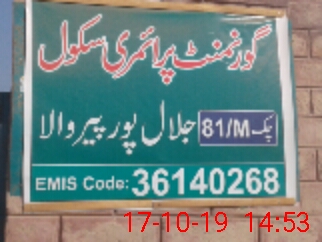 گورنمنٹ پرائمری سکول
چک 81/M جلال پور پیروالا
EMIS Code: 36140268
17-10-19 14:53